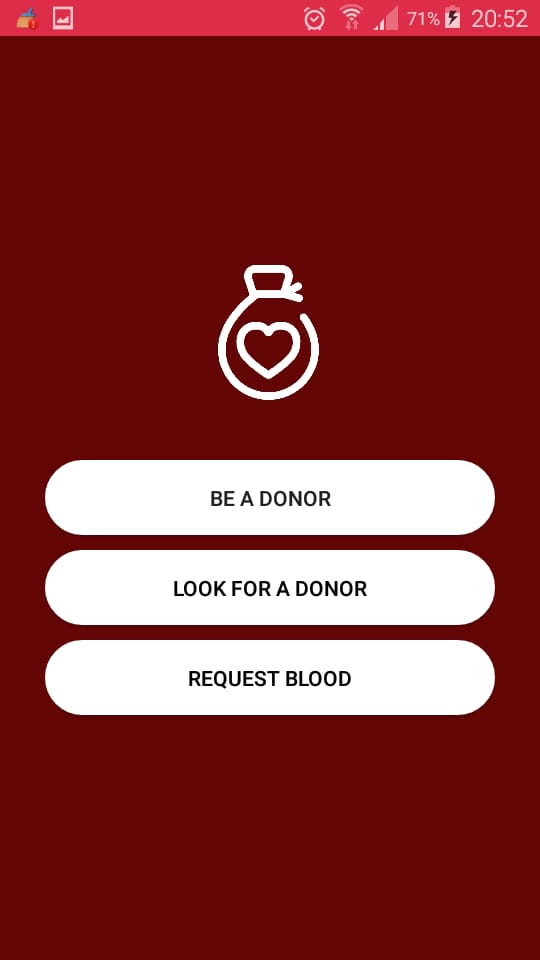 71% 20:52
BE A DONOR
LOOK FOR A DONOR
REQUEST BLOOD